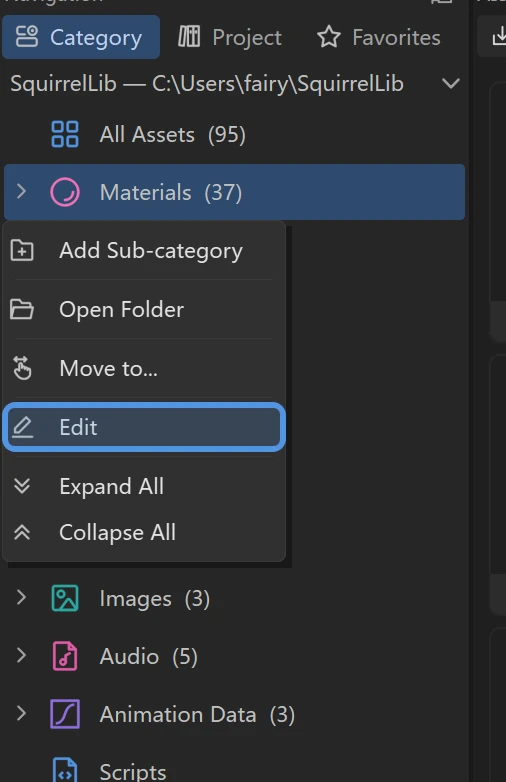 Category Project Favorites
SquirrelLib — C:\Users\fairy\SquirrelLib
All Assets (95)
Materials (37)
Add Sub-category
Open Folder
Move to...
Edit
Expand All
Collapse All
Images (3)
Audio (5)
Animation Data (3)
Scripts